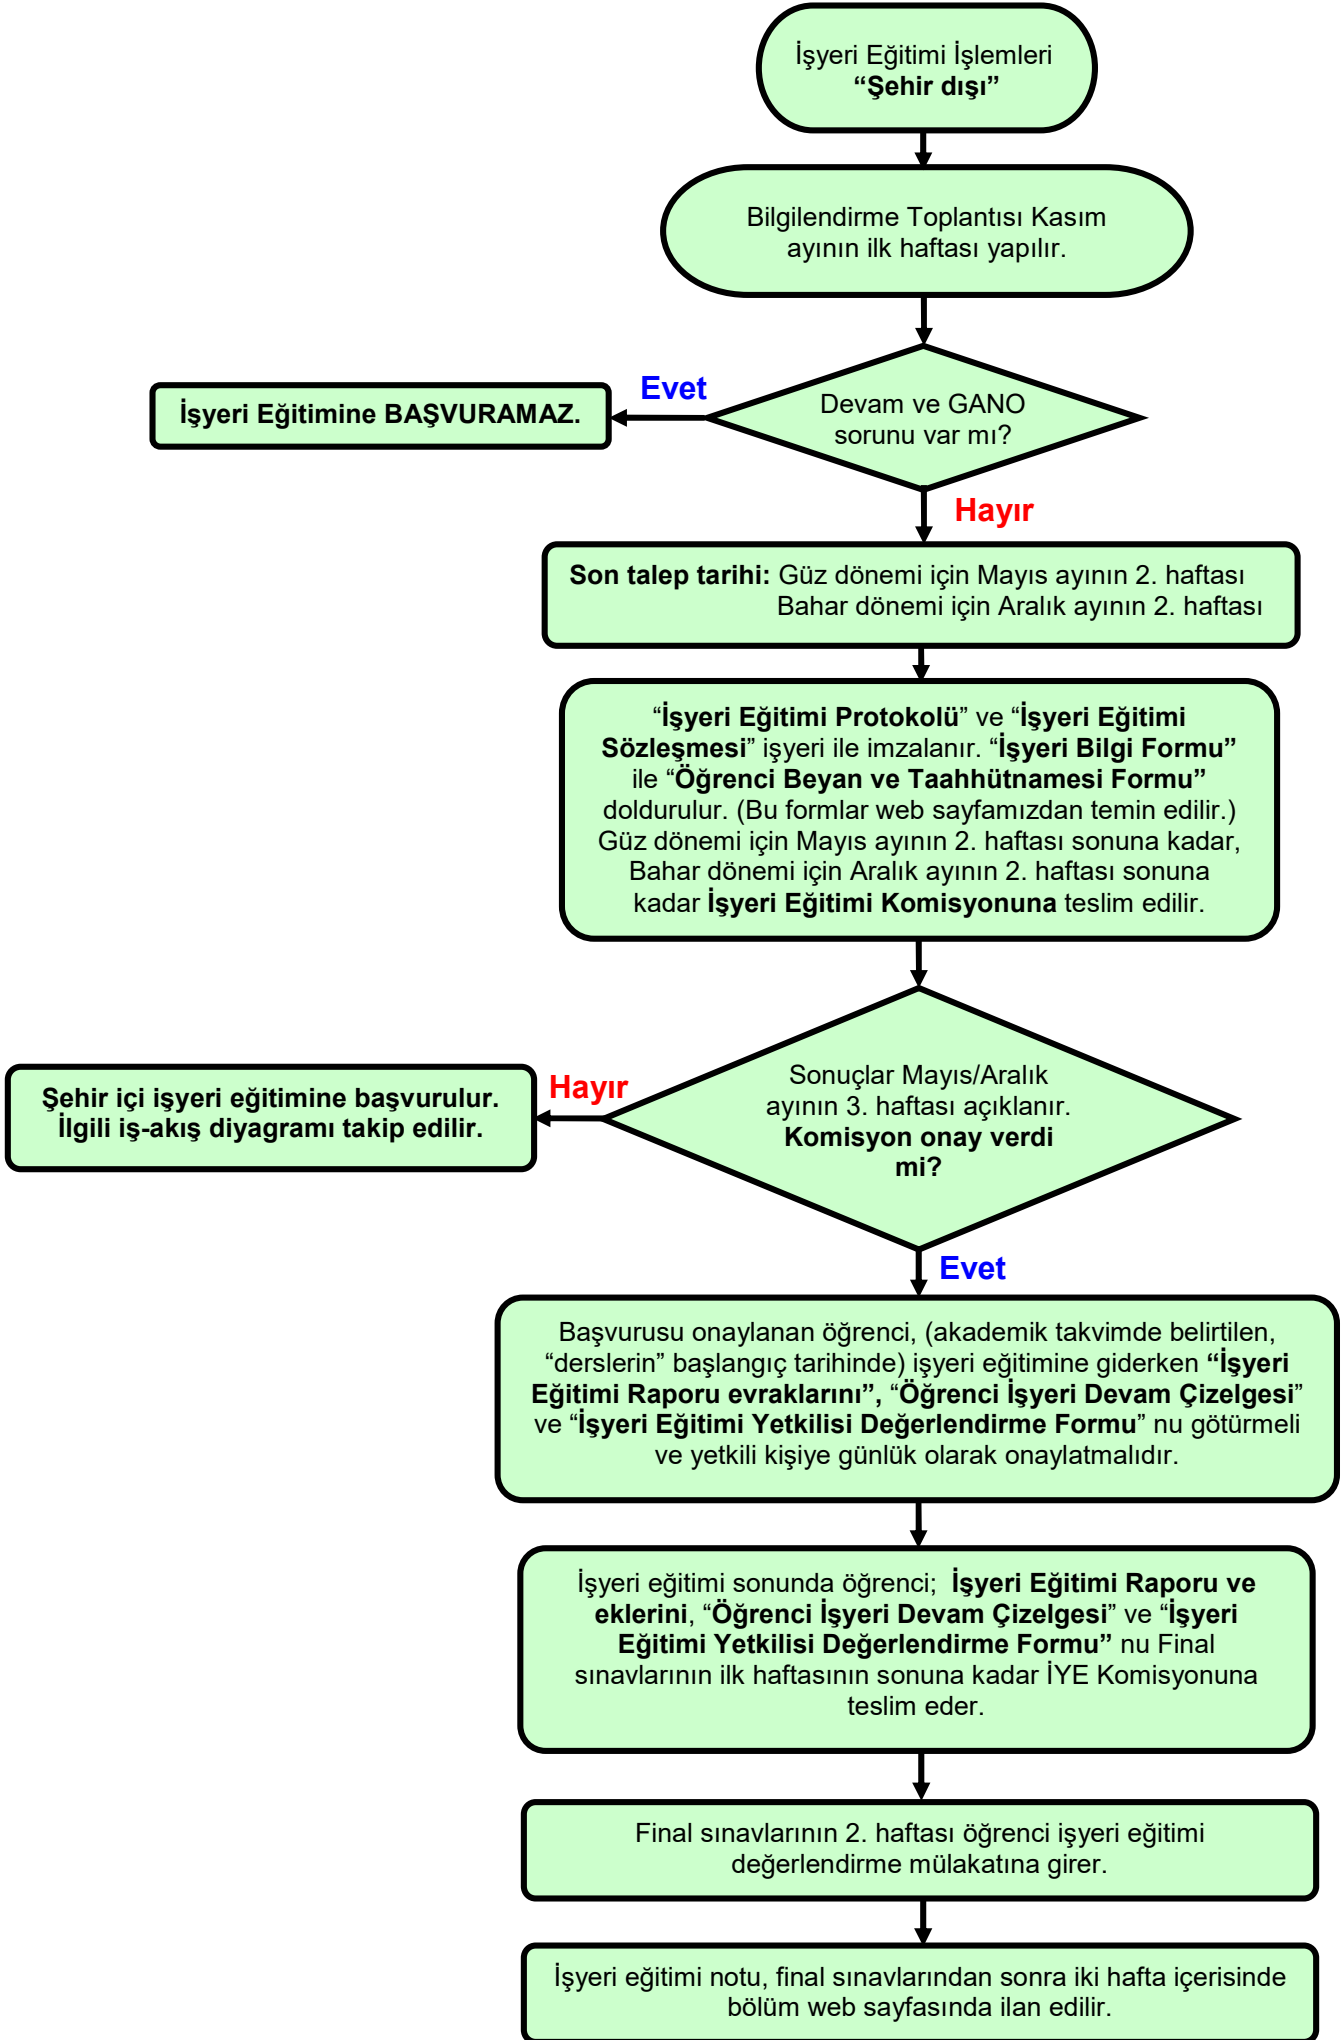 İşyeri Eğitimi İşlemleri
“Şehir dışı”
Bilgilendirme Toplantısı Kasım
ayının ilk haftası yapılır.
Evet
İşyeri Eğitimine BAŞVURAMAZ.
Devam ve GANO
sorunu var mı?
Hayır
Son talep tarihi: Güz dönemi için Mayıs ayının 2. haftası
Bahar dönemi için Aralık ayının 2. haftası
“İşyeri Eğitimi Protokolü” ve “İşyeri Eğitimi
Sözleşmesi” işyeri ile imzalanır. “İşyeri Bilgi Formu”
ile “Öğrenci Beyan ve Taahhütnamesi Formu”
doldurulur. (Bu formlar web sayfamızdan temin edilir.)
Güz dönemi için Mayıs ayının 2. haftası sonuna kadar,
Bahar dönemi için Aralık ayının 2. haftası sonuna
kadar İşyeri Eğitimi Komisyonuna teslim edilir.
Sonuçlar Mayıs/Aralık
ayının 3. haftası açıklanır.
Komisyon onay verdi
mi?
Hayır
Şehir içi işyeri eğitimine başvurulur.
İlgili iş-akış diyagramı takip edilir.
Evet
Başvurusu onaylanan öğrenci, (akademik takvimde belirtilen,
“derslerin” başlangıç tarihinde) işyeri eğitimine giderken “İşyeri
Eğitimi Raporu evraklarını”, “Öğrenci İşyeri Devam Çizelgesi”
ve “İşyeri Eğitimi Yetkilisi Değerlendirme Formu” nu götürmeli
ve yetkili kişiye günlük olarak onaylatmalıdır.
İşyeri eğitimi sonunda öğrenci;  İşyeri Eğitimi Raporu ve
eklerini, “Öğrenci İşyeri Devam Çizelgesi” ve “İşyeri
Eğitimi Yetkilisi Değerlendirme Formu” nu Final
sınavlarının ilk haftasının sonuna kadar İYE Komisyonuna
teslim eder.
Final sınavlarının 2. haftası öğrenci işyeri eğitimi
değerlendirme mülakatına girer.
İşyeri eğitimi notu, final sınavlarından sonra iki hafta içerisinde
bölüm web sayfasında ilan edilir.